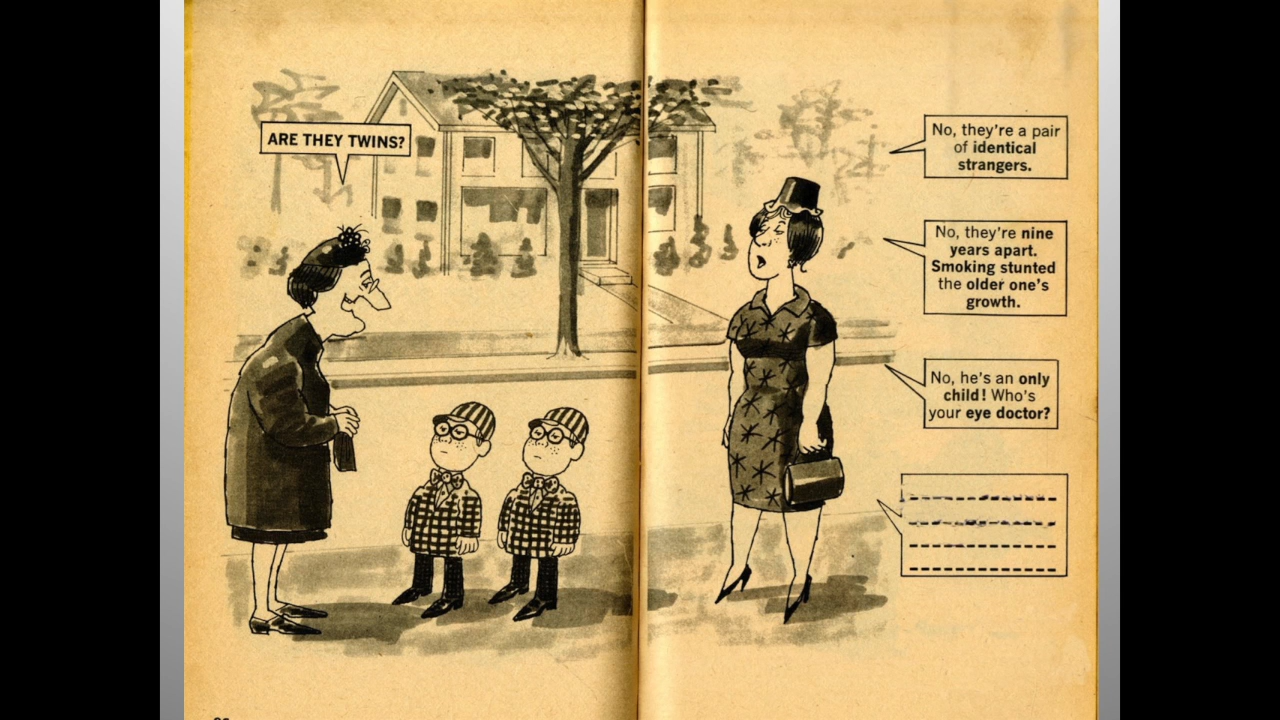 ARE THEY TWINS?
No, they're a pair
of identical
strangers.
No, they're nine
years apart.
Smoking stunted
the older one's
growth.
No, he's an only
child! Who's
your eye doctor?